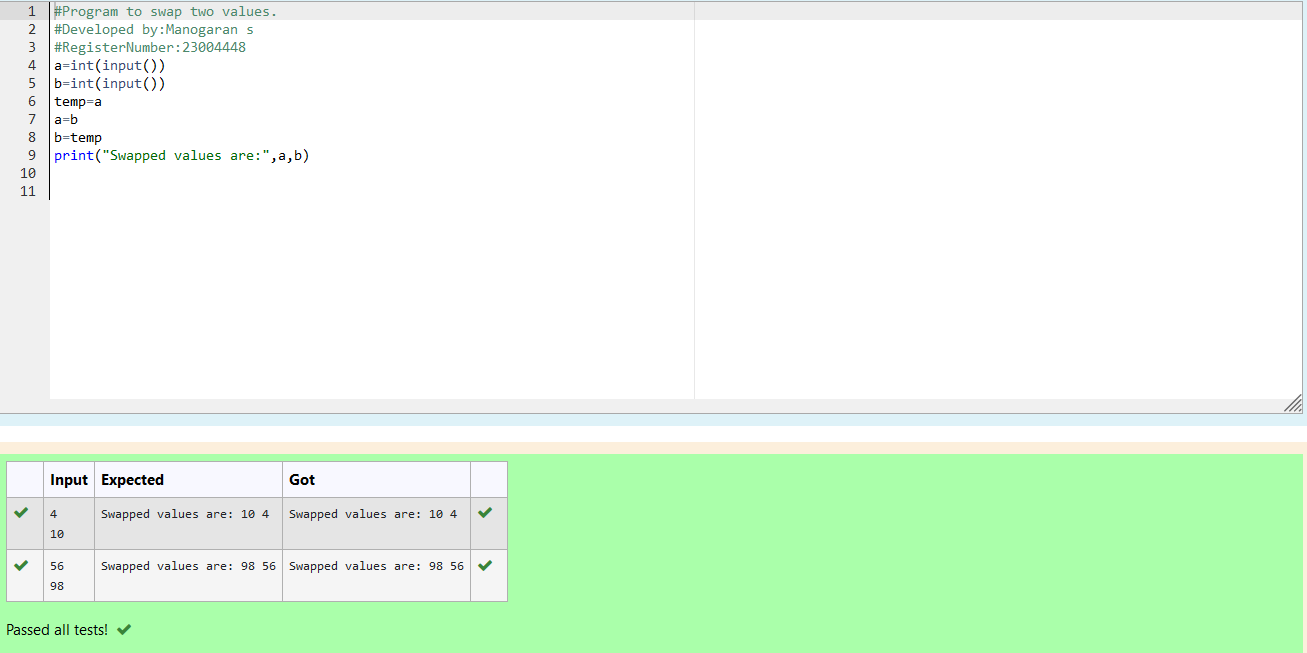 1 #Program to swap two values.
2 #Developed by:Manogaran s
3 #RegisterNumber:23004448
4 a=int(input())
5 b=int(input())
6 temp=a
7 a=b
8 b=temp
9 print("Swapped values are:",a,b)
10
11
Input Expected Got
4 Swapped values are: 10 4 Swapped values are: 10 4
10
56 Swapped values are: 98 56 Swapped values are: 98 56
98
Passed all tests!